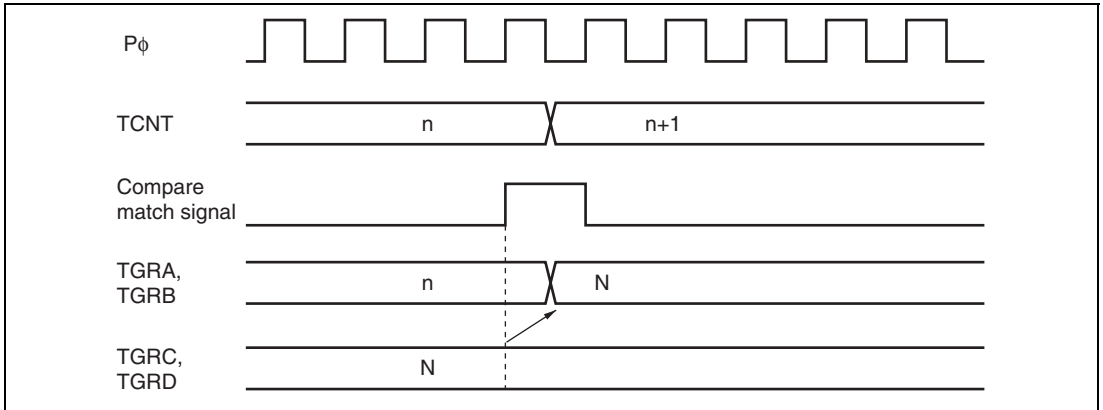 Pϕ
TCNT
n
n+1
Compare
match signal
TGRA,
TGRB
n
N
TGRC,
TGRD
N